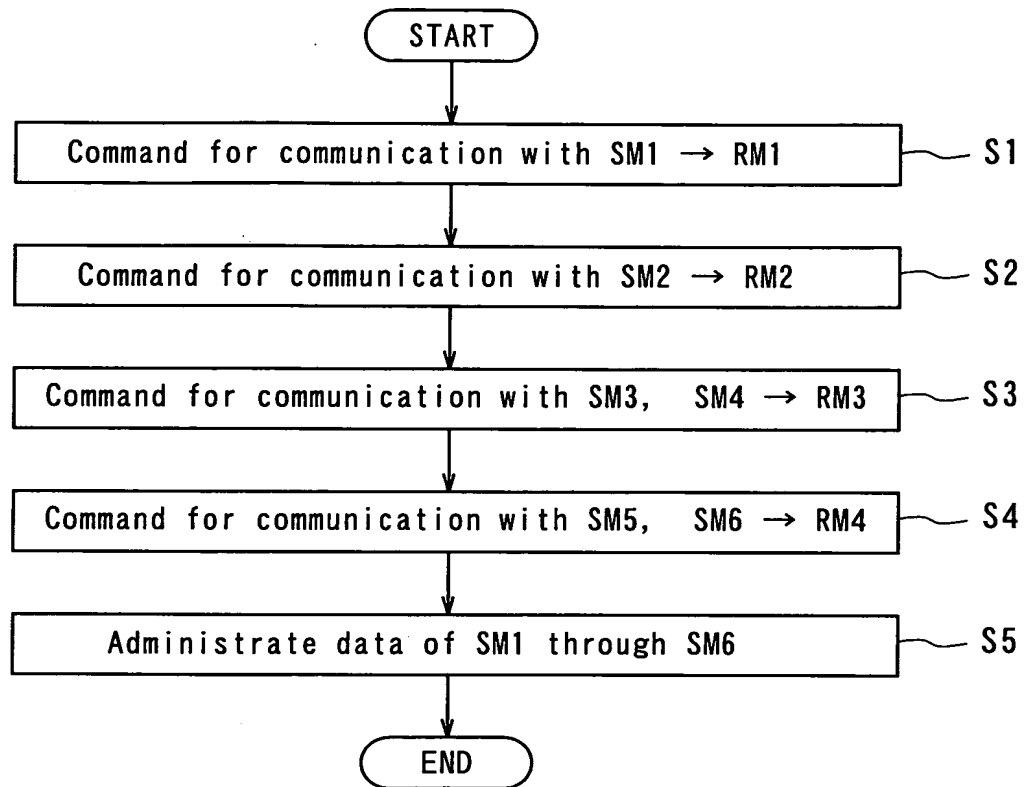 START
Command for communication with SM1 → RM1 S1
Command for communication with SM2 → RM2 S2
Command for communication with SM3, SM4 → RM3 S3
Command for communication with SM5, SM6 → RM4 S4
Administrate data of SM1 through SM6 S5
END